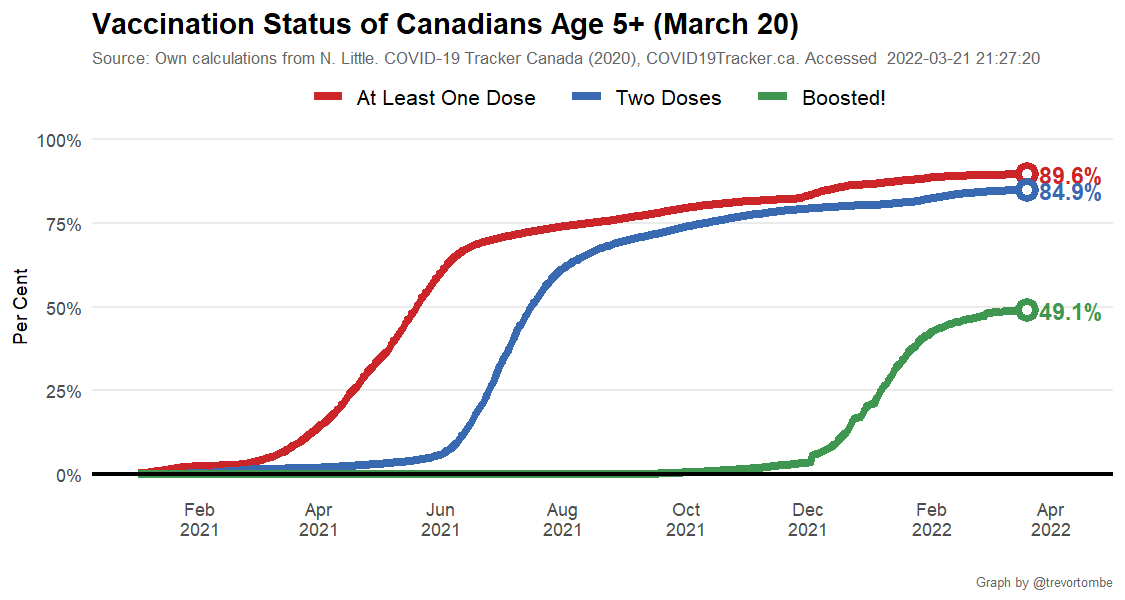 Vaccination Status of Canadians Age 5+ (March 20)
Source: Own calculations from N. Little. COVID-19 Tracker Canada (2020), COVID19Tracker.ca. Accessed  2022-03-21 21:27:20
At Least One Dose Two Doses Boosted!
Per Cent
100%
75%
50%
25%
0%
89.6%
84.9%
49.1%
Feb Apr Jun Aug Oct Dec Feb Apr
2021 2021 2021 2021 2021 2021 2022 2022
Graph by @trevortombe